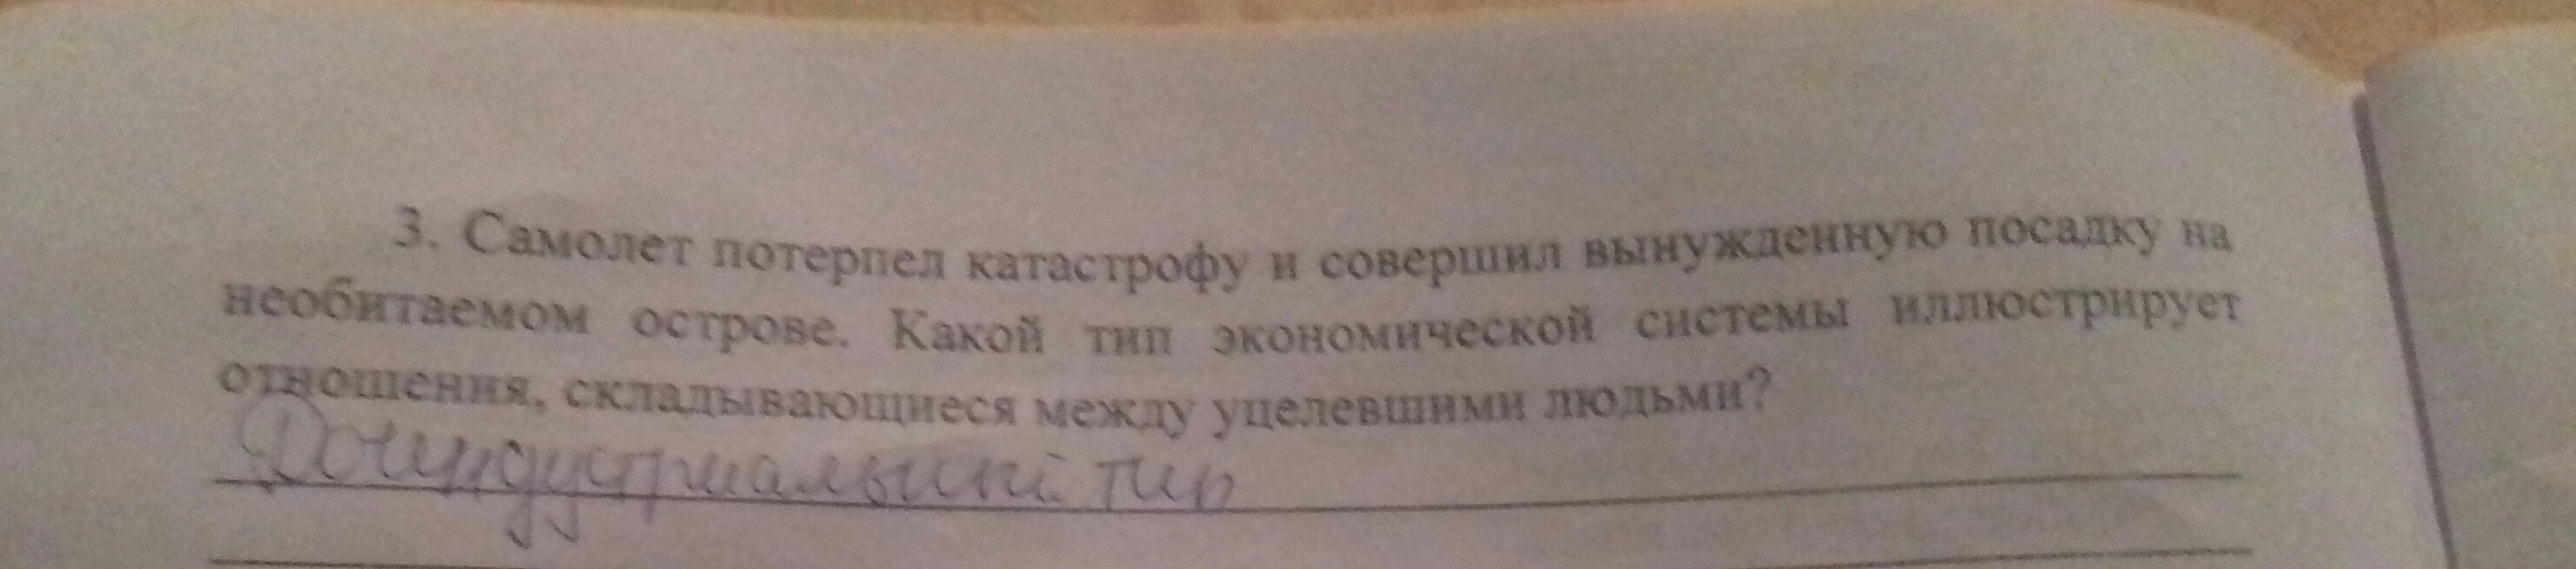 3. Самолет потерпел катастрофу и совершил вынужденную посадку на
необитаемом острове. Какой тип экономической системы иллюстрирует
отношения, складывающиеся между уцелевшими людьми?
Доиндустриальный тип